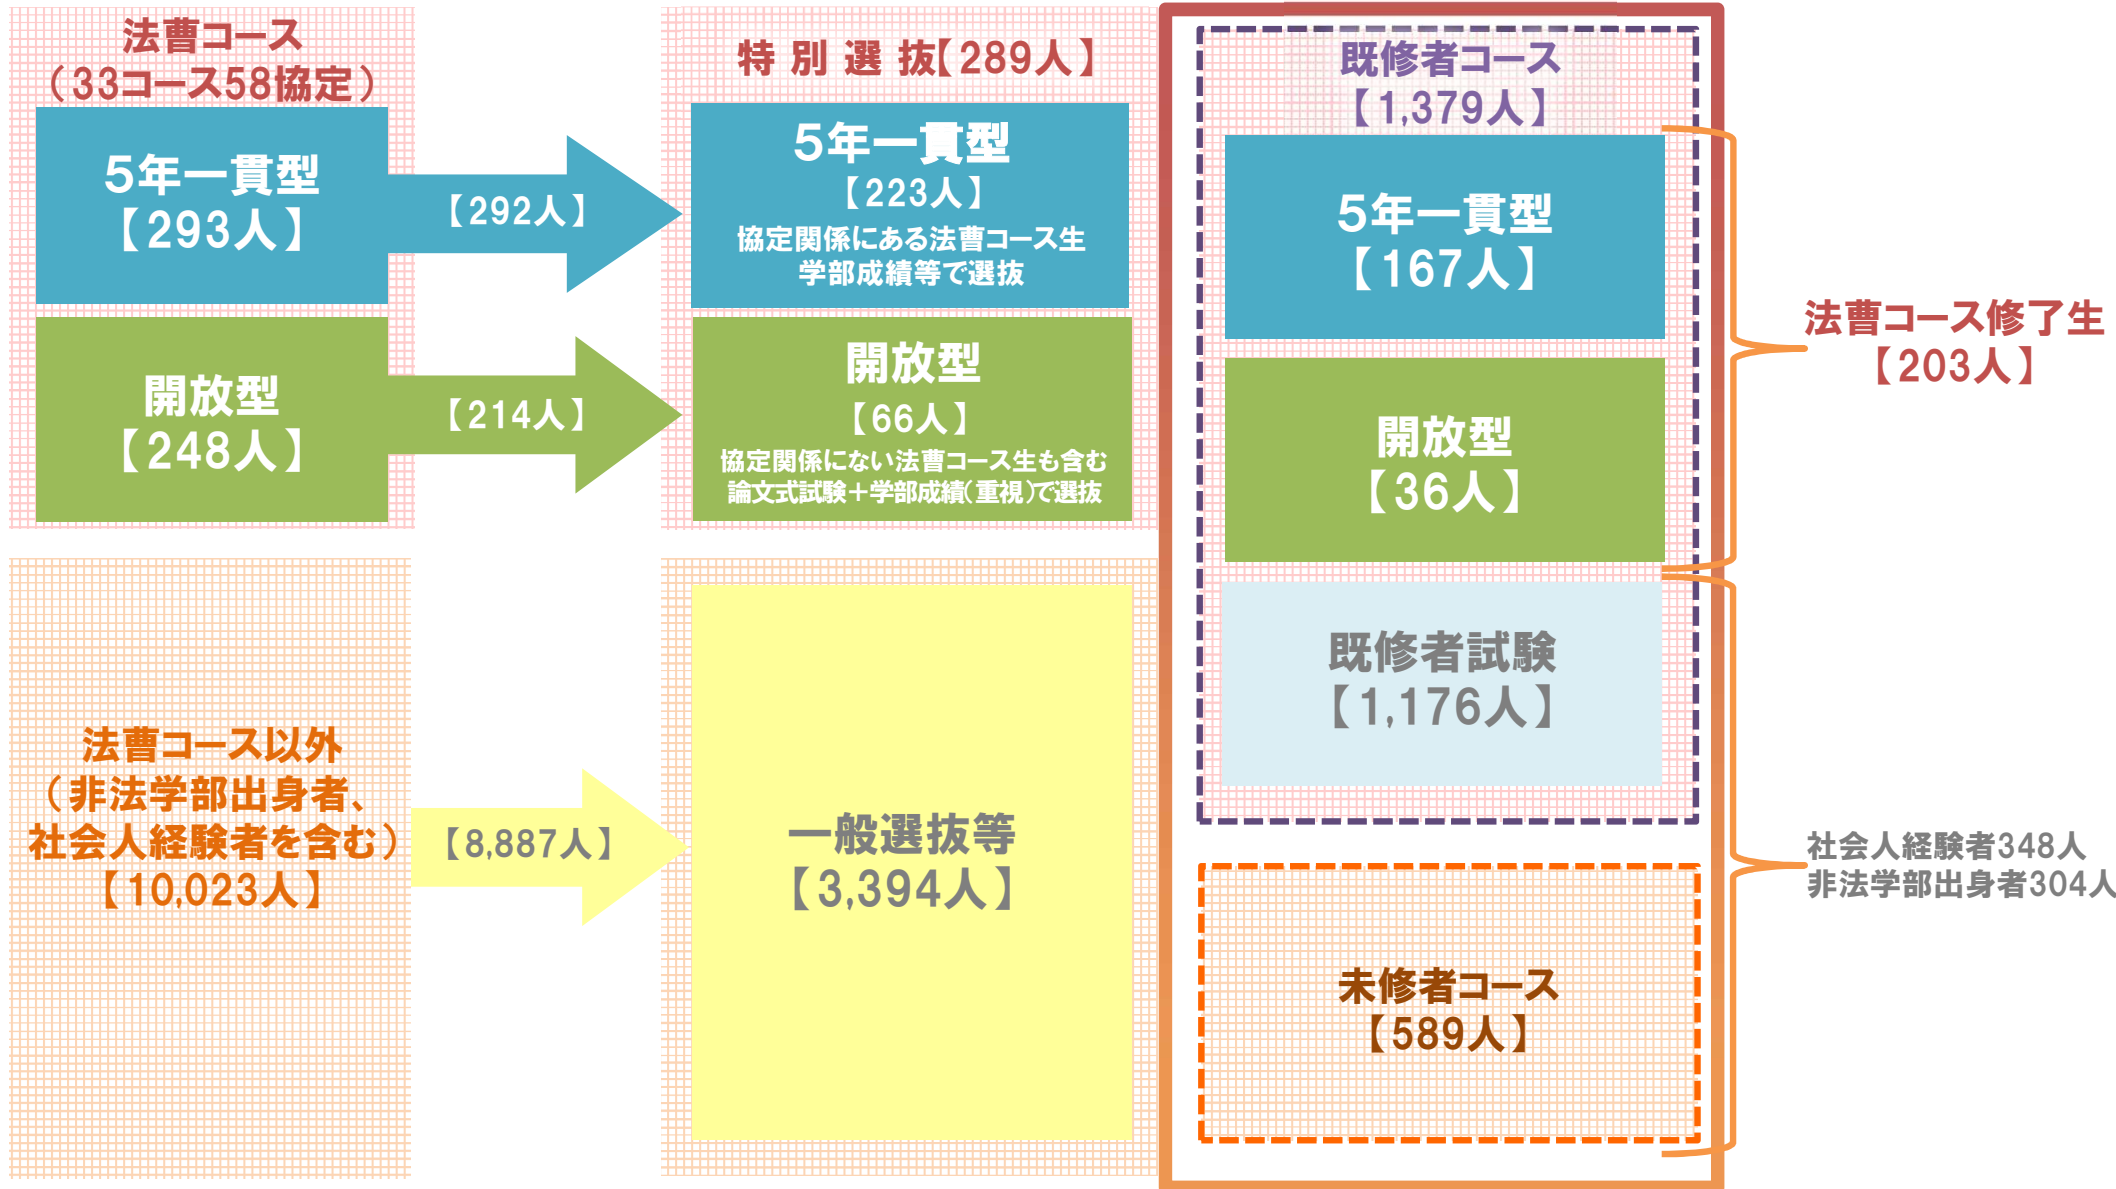 法曹コース
（33コース58協定）
5年一貫型
【293人】
開放型
【248人】
【292人】
【214人】
特別選抜【289人】
5年一貫型
【223人】
協定関係にある法曹コース生
学部成績等で選抜
開放型
【66人】
協定関係にない法曹コース生も含む
論文式試験＋学部成績（重視）で選抜
既修者コース
【1,379人】
5年一貫型
【167人】
開放型
【36人】
既修者試験
【1,176人】
法曹コース修了生
【203人】
法曹コース以外
（非法学部出身者、
社会人経験者を含む）
【10,023人】
【8,887人】
一般選抜等
【3,394人】
未修者コース
【589人】
社会人経験者348人
非法学部出身者304人